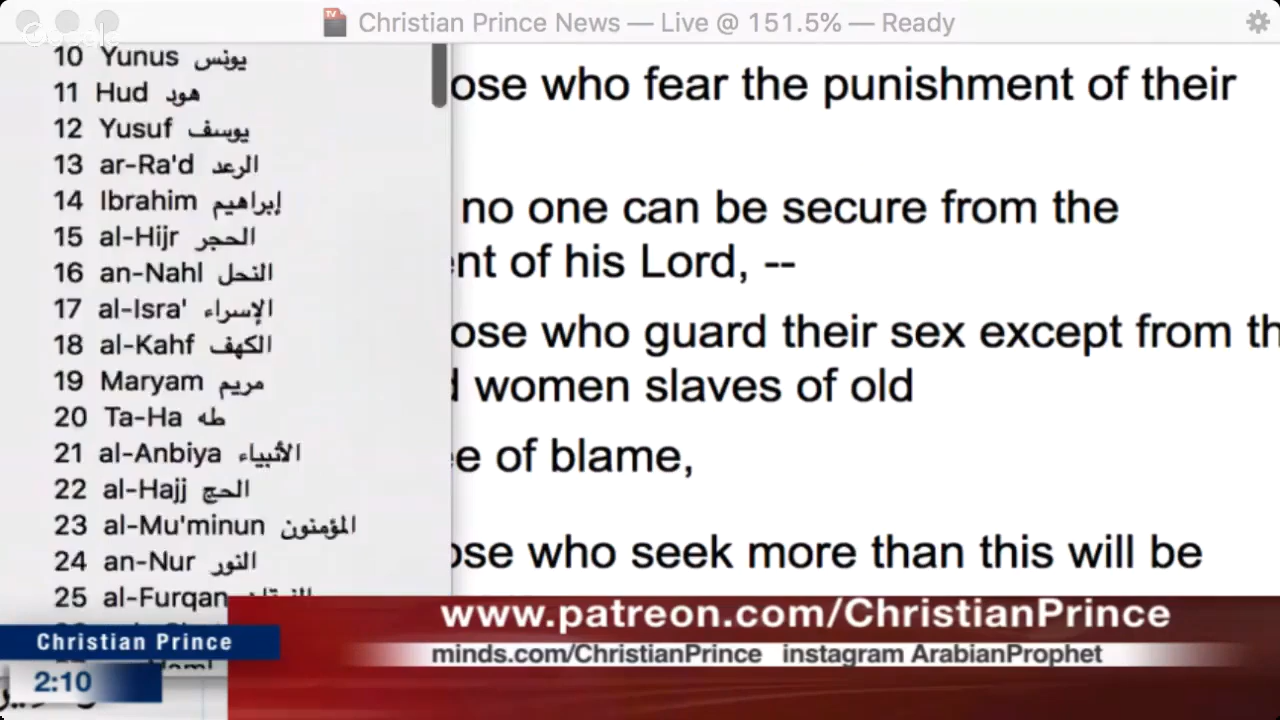 Christian Prince News — Live @ 151.5% — Ready
10 Yunus يونس
11 Hud هود
12 Yusuf يوسف
13 ar-Ra'd الرعد
14 Ibrahim إبراهيم
15 al-Hijr الحجر
16 an-Nahl النحل
17 al-Isra' الإسراء
18 al-Kahf الكهف
19 Maryam مريم
20 Ta-Ha طه
21 al-Anbiya الأنبياء
22 al-Hajj الحج
23 al-Mu'minun المؤمنون
24 an-Nur النور
25 al-Furqan
ose who fear the punishment of their
no one can be secure from the
nt of his Lord, --
ose who guard their sex except from th
women slaves of old
e of blame,
ose who seek more than this will be
www.patreon.com/ChristianPrince
minds.com/ChristianPrince instagram ArabianProphet
Christian Prince
2:10